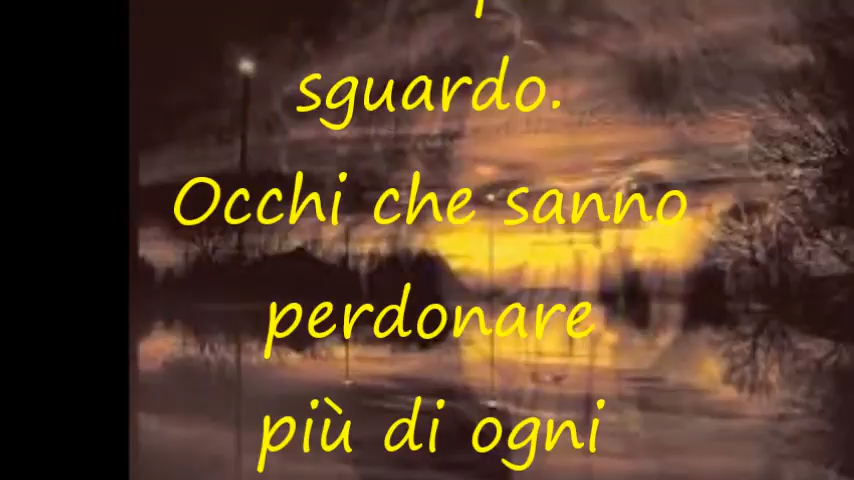 sguardo.
Occhi che sanno
perdonare
più di ogni